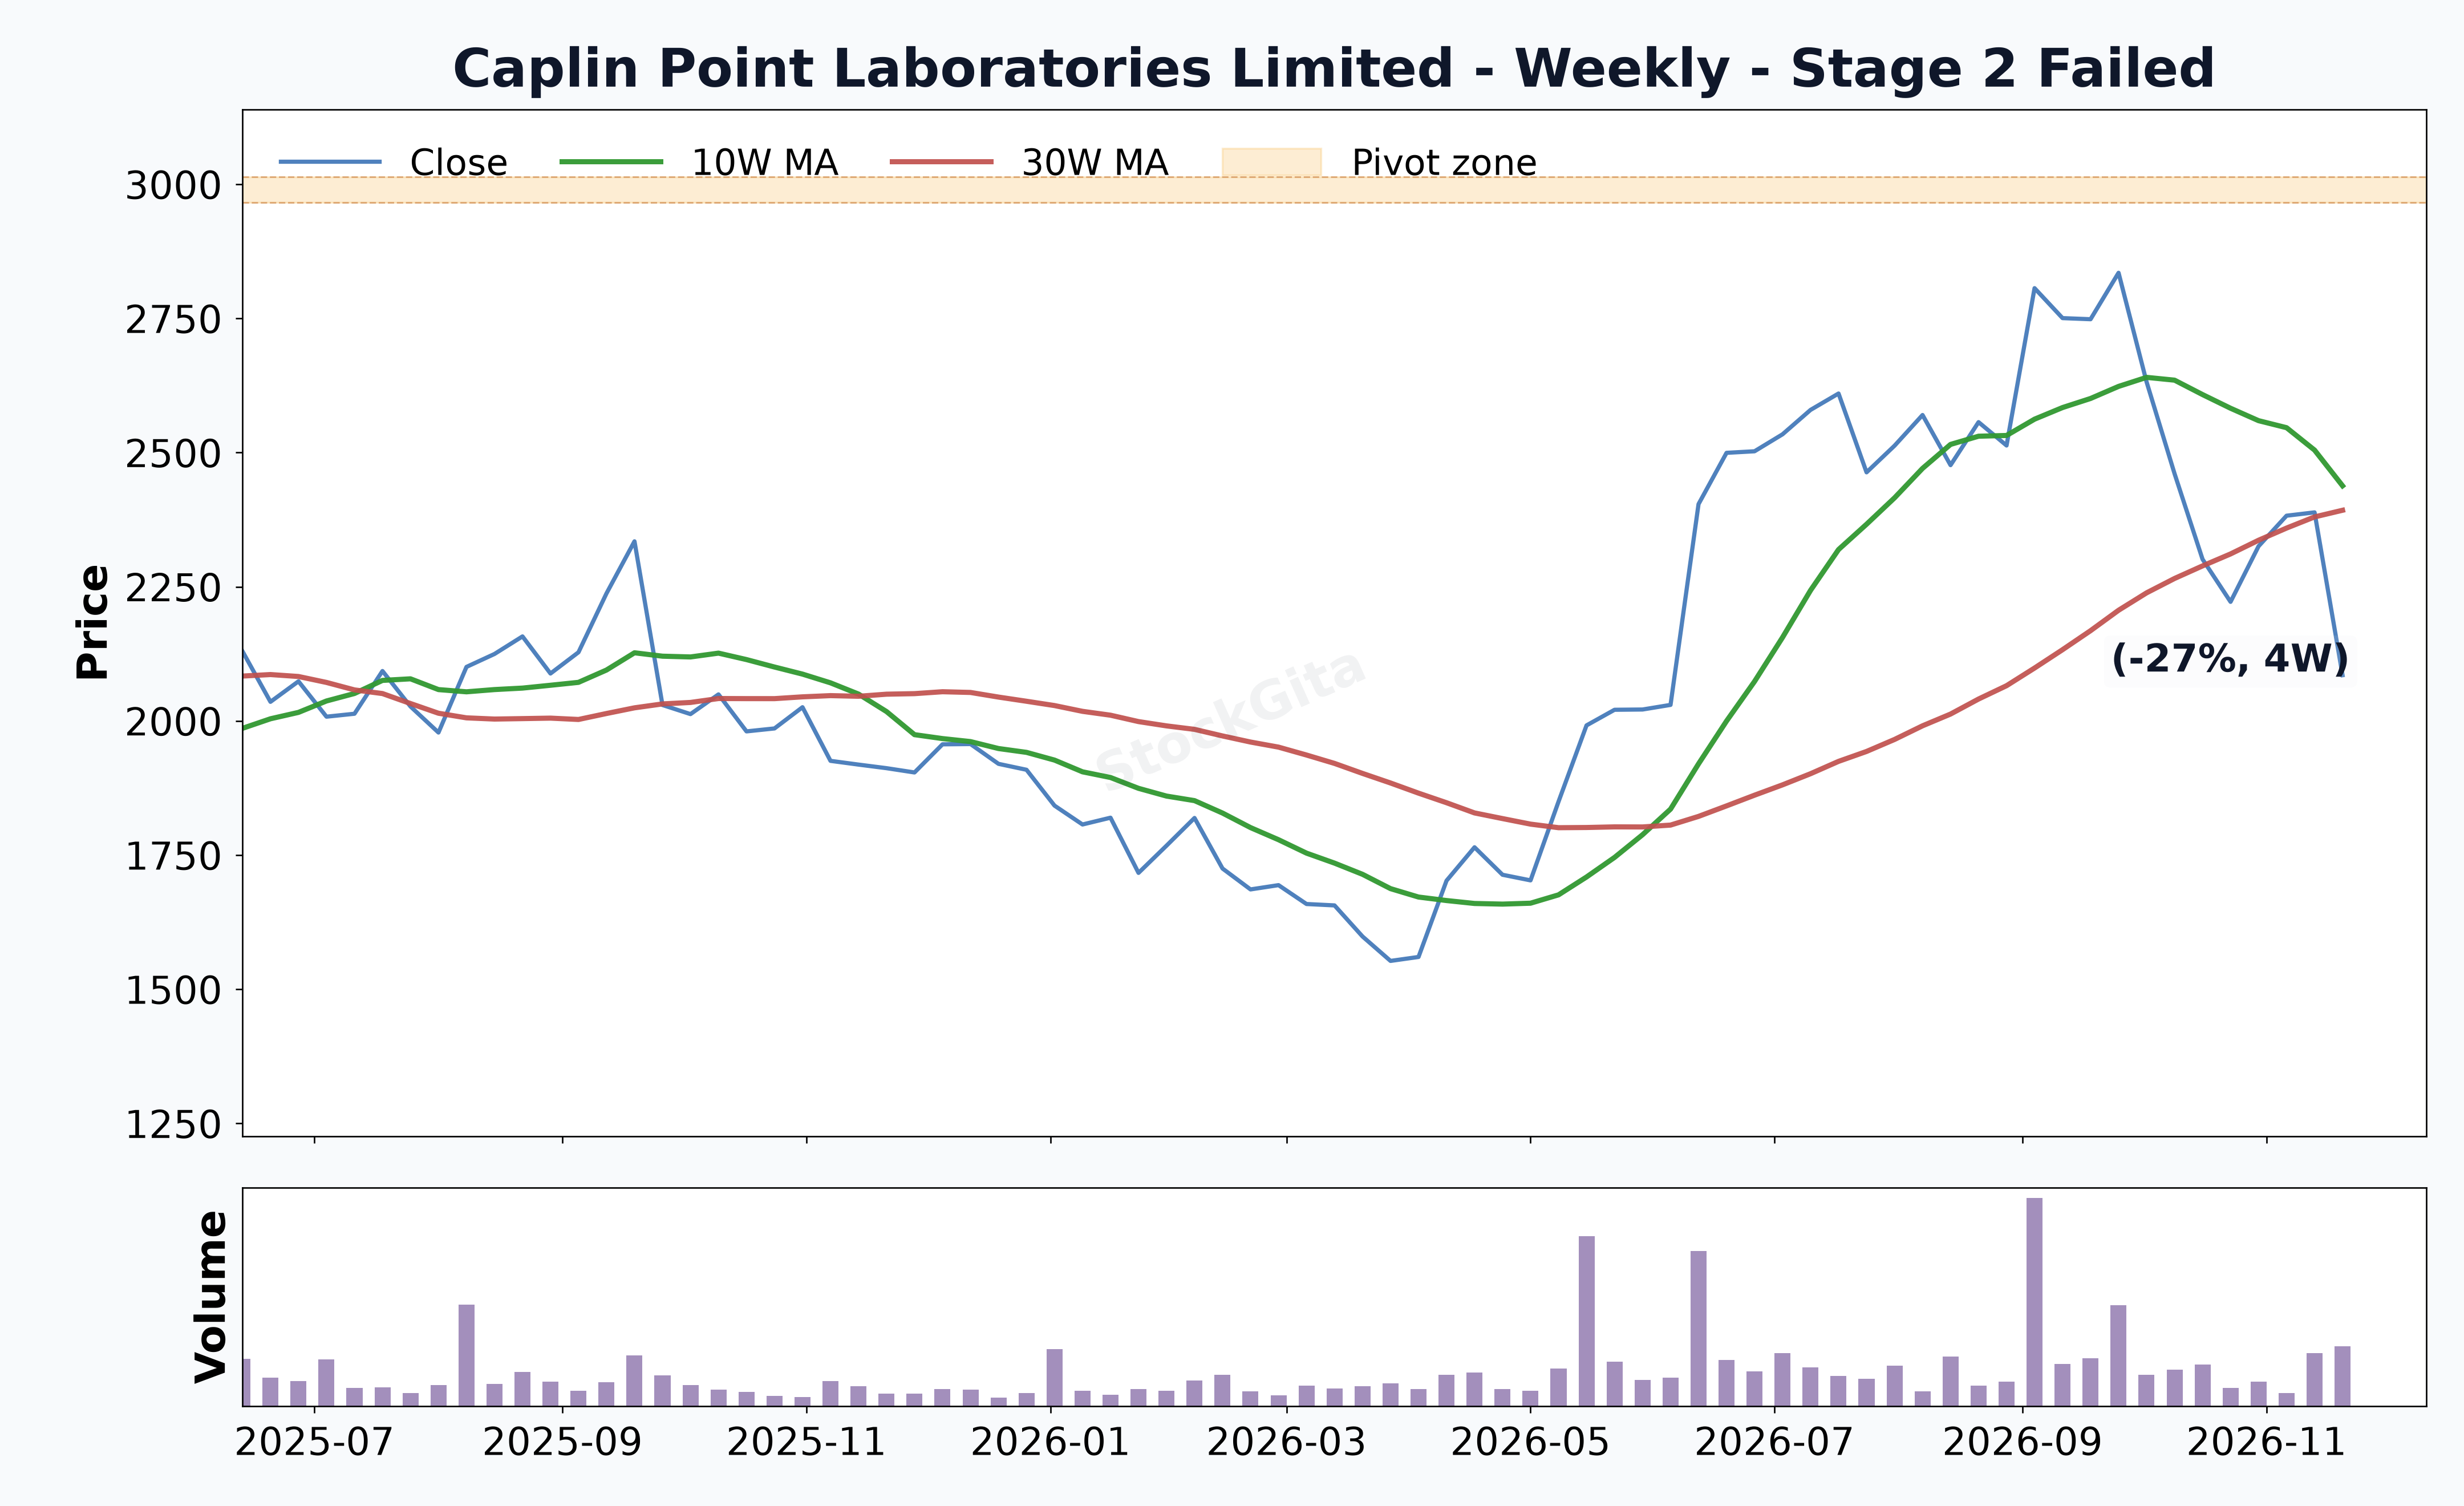 Caplin Point Laboratories Limited - Weekly - Stage 2 Failed
Close 10W MA 30W MA Pivot zone
3000
2750
2500
2250
2000
1750
1500
1250
Price
StockGita
(-27%, 4W)
Volume
2025-07 2025-09 2025-11 2026-01 2026-03 2026-05 2026-07 2026-09 2026-11